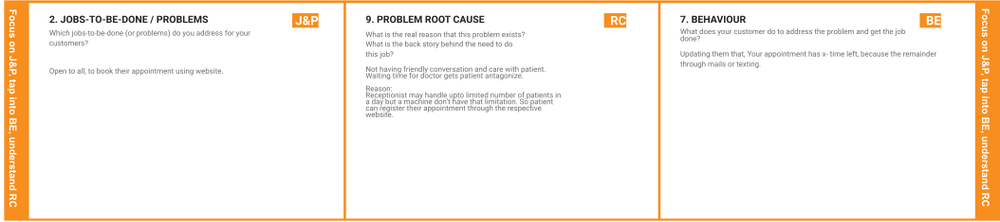 Focus on J&P, tap into BE, understand RC
2. JOBS-TO-BE-DONE / PROBLEMS
J&P
Which jobs-to-be-done (or problems) do you address for your
customers?
Open to all, to book their appointment using website.
9. PROBLEM ROOT CAUSE
RC
What is the real reason that this problem exists?
What is the back story behind the need to do
this job?
Not having friendly conversation and care with patient.
Waiting time for doctor gets patient antagonize.
Reason:
Receptionist may handle upto limited number of patients in
a day but a machine don't have that limitation. So patient
can register their appointment through the respective
website.
7. BEHAVIOUR
BE
What does your customer do to address the problem and get the job
done?
Updating them that, Your appointment has x- time left, because the remainder
through mails or texting.
Focus on J&P, tap into BE, understand RC